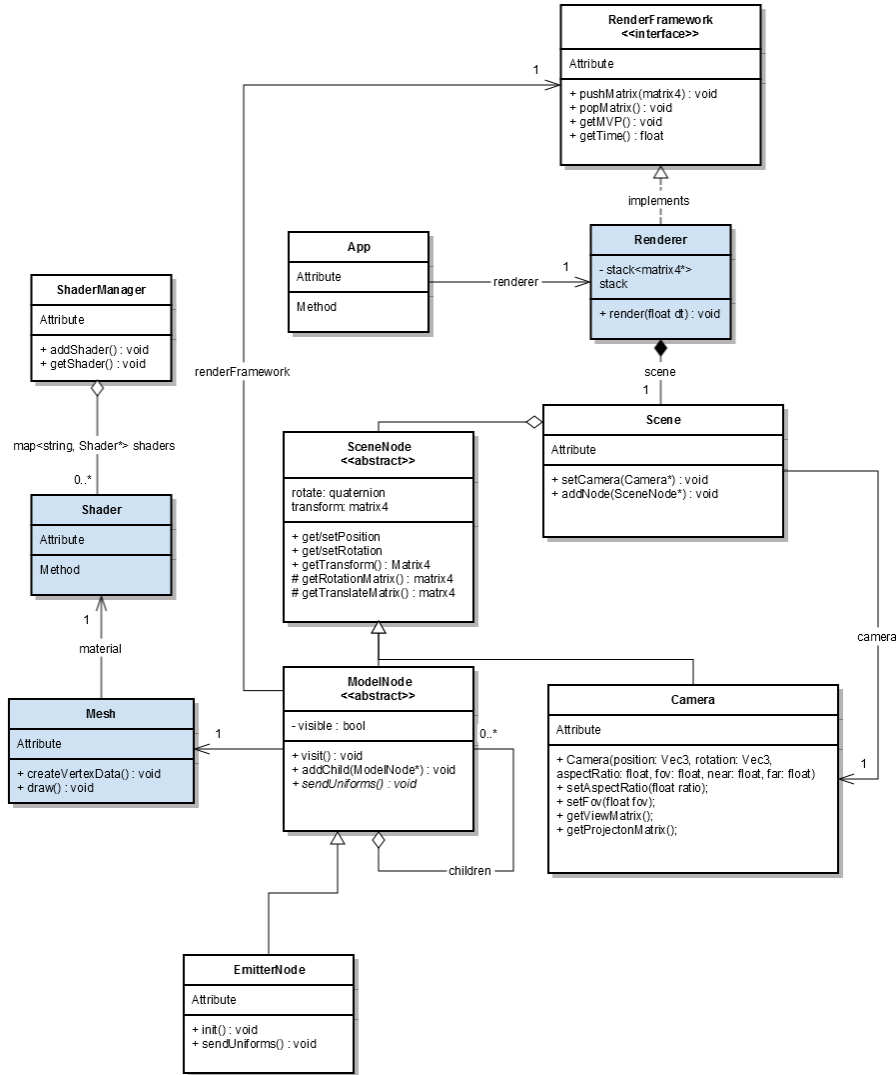 RenderFramework
<<interface>>
Attribute
+ pushMatrix(matrix4) : void
+ popMatrix() : void
+ getMVP() : void
+ getTime() : float
1
implements
App
Attribute
Method
renderer
1
Renderer
- stack<matrix4*>
stack
+ render(float dt) : void
ShaderManager
Attribute
+ addShader() : void
+ getShader() : void
renderFramework
scene
1
Scene
Attribute
+ setCamera(Camera*) : void
+ addNode(SceneNode*) : void
map<string, Shader*> shaders
0..*
SceneNode
<<abstract>>
rotate: quaternion
transform: matrix4
+ get/setPosition
+ get/setRotation
+ getTransform() : Matrix4
# getRotationMatrix() : matrix4
# getTranslateMatrix() : matrx4
Shader
Attribute
Method
1
material
camera
ModelNode
<<abstract>>
- visible : bool
+ visit() : void
+ addChild(ModelNode*) : void
+ sendUniforms() : void
Mesh
Attribute
+ createVertexData() : void
+ draw() : void
1
0..*
children
Camera
Attribute
+ Camera(position: Vec3, rotation: Vec3,
aspectRatio: float, fov: float, near: float, far: float)
+ setAspectRatio(float ratio);
+ setFov(float fov);
+ getViewMatrix();
+ getProjectonMatrix();
1
EmitterNode
Attribute
+ init() : void
+ sendUniforms() : void